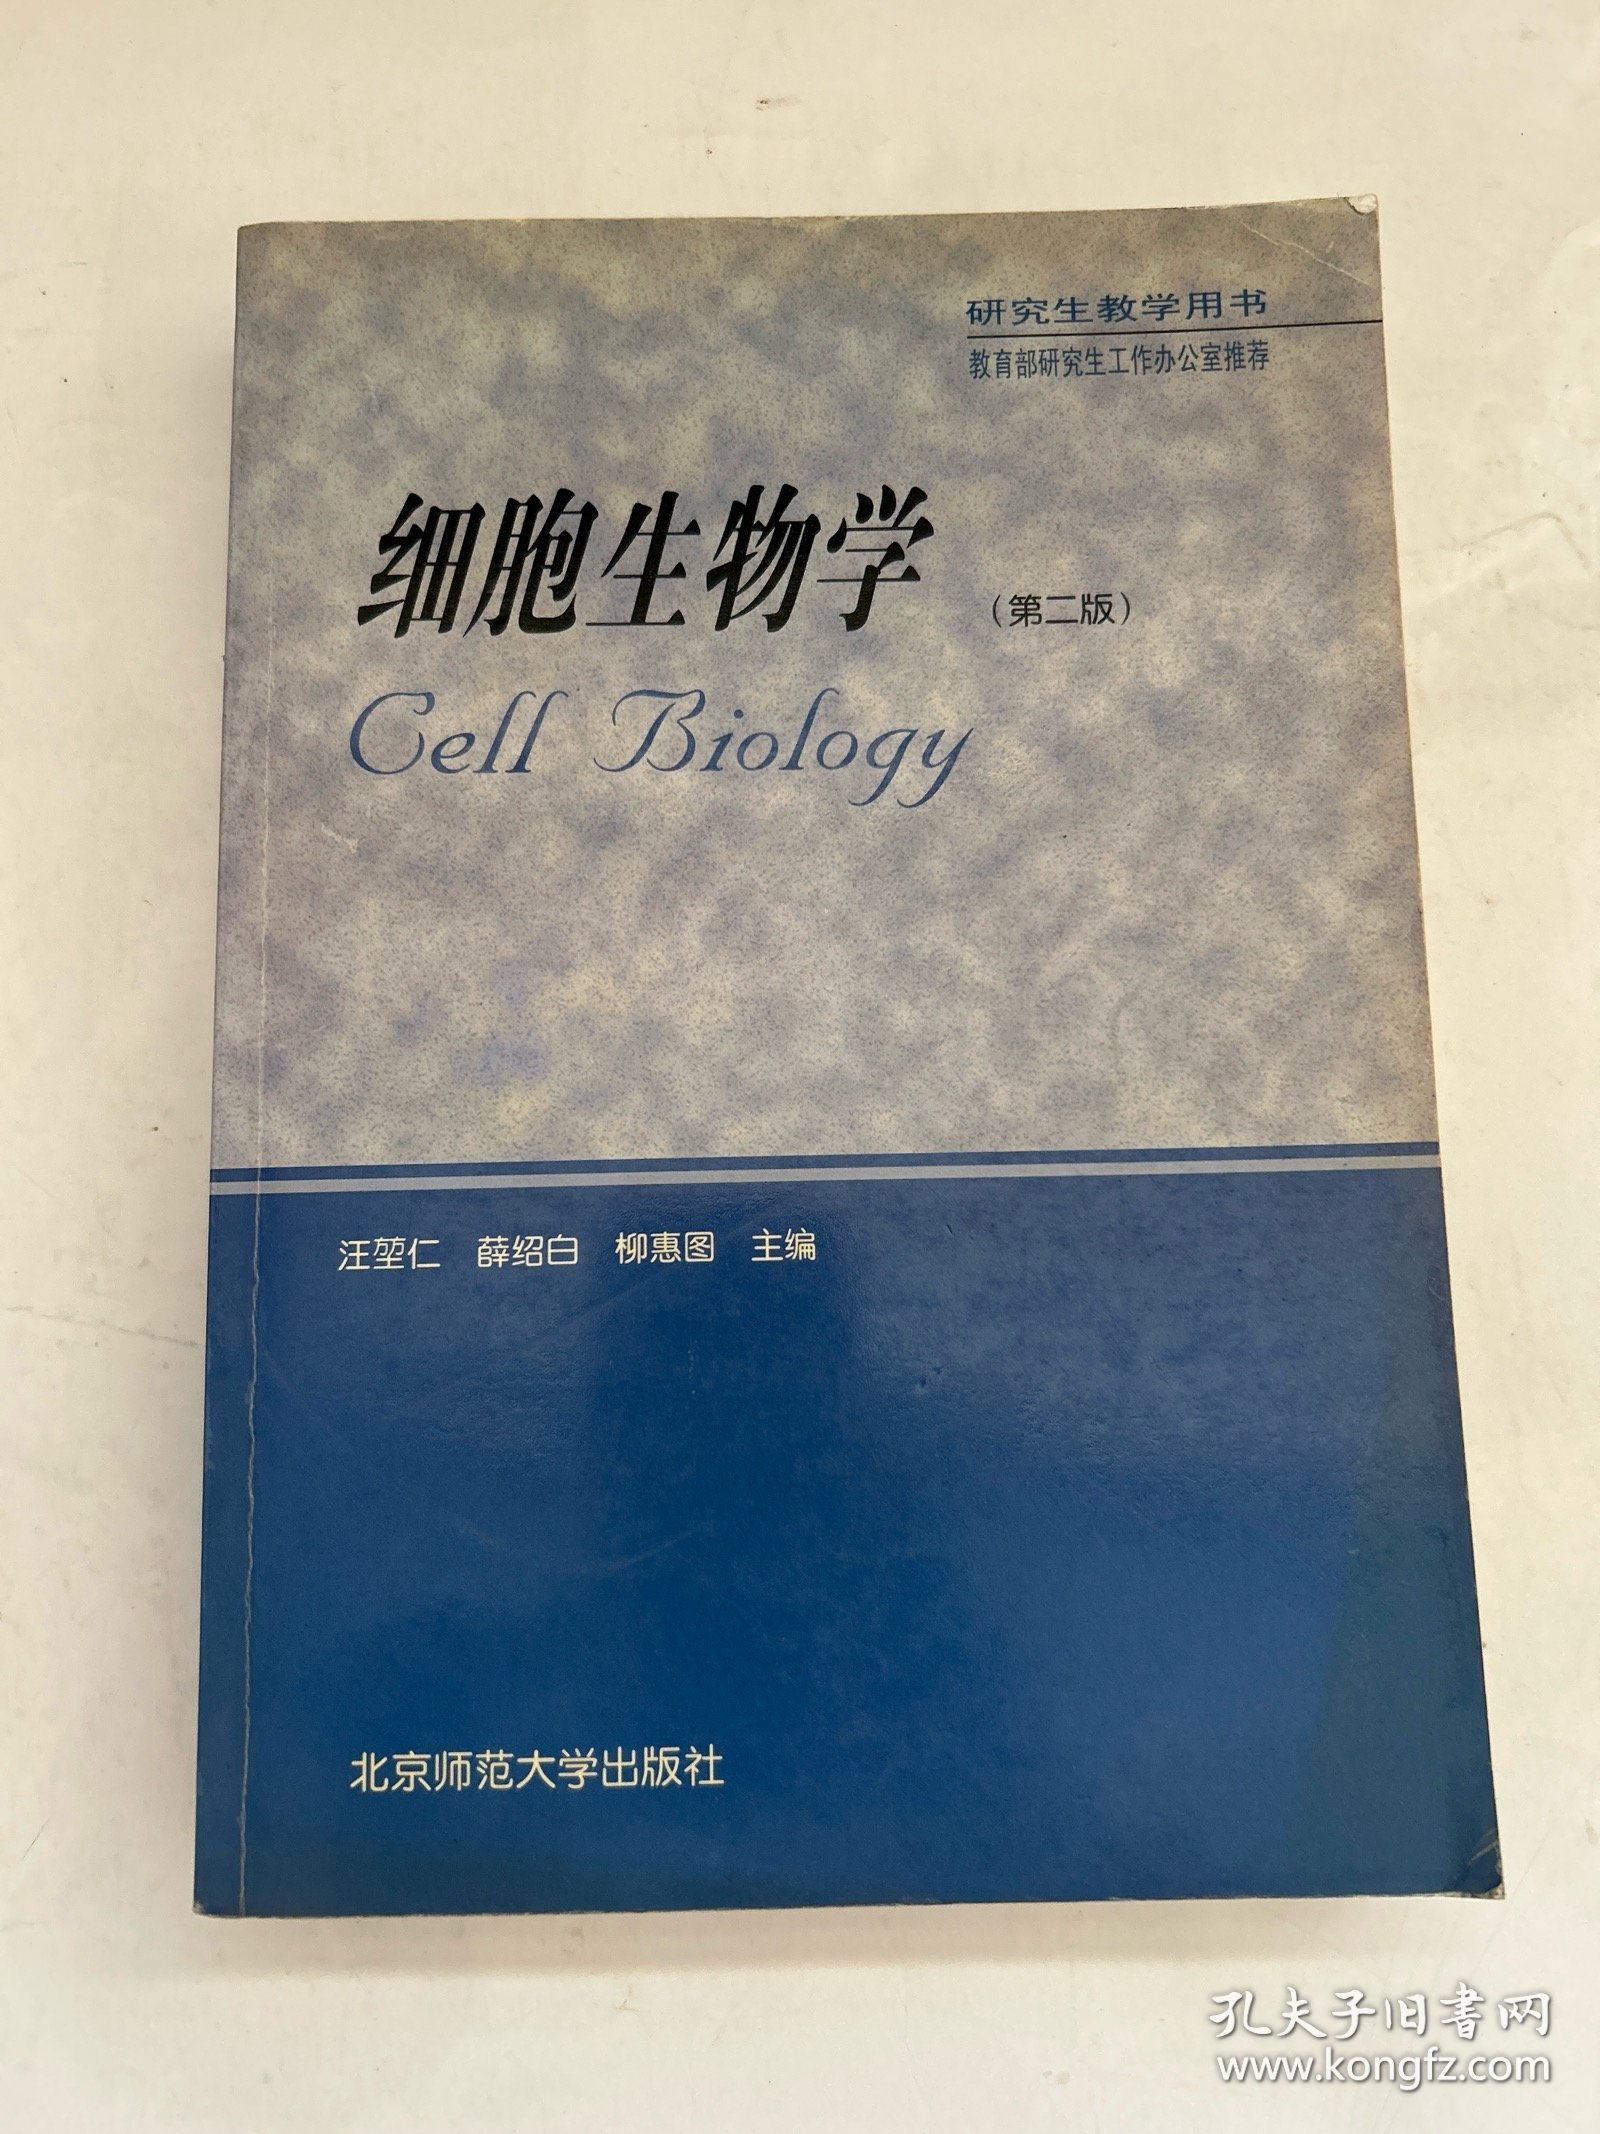 研究生教学用书
教育部研究生工作办公室推荐
细胞生物学（第二版）
Cell Biology
汪堃仁 薛绍白 柳惠图 主编
北京师范大学出版社
孔夫子旧書网
www.kongfz.com